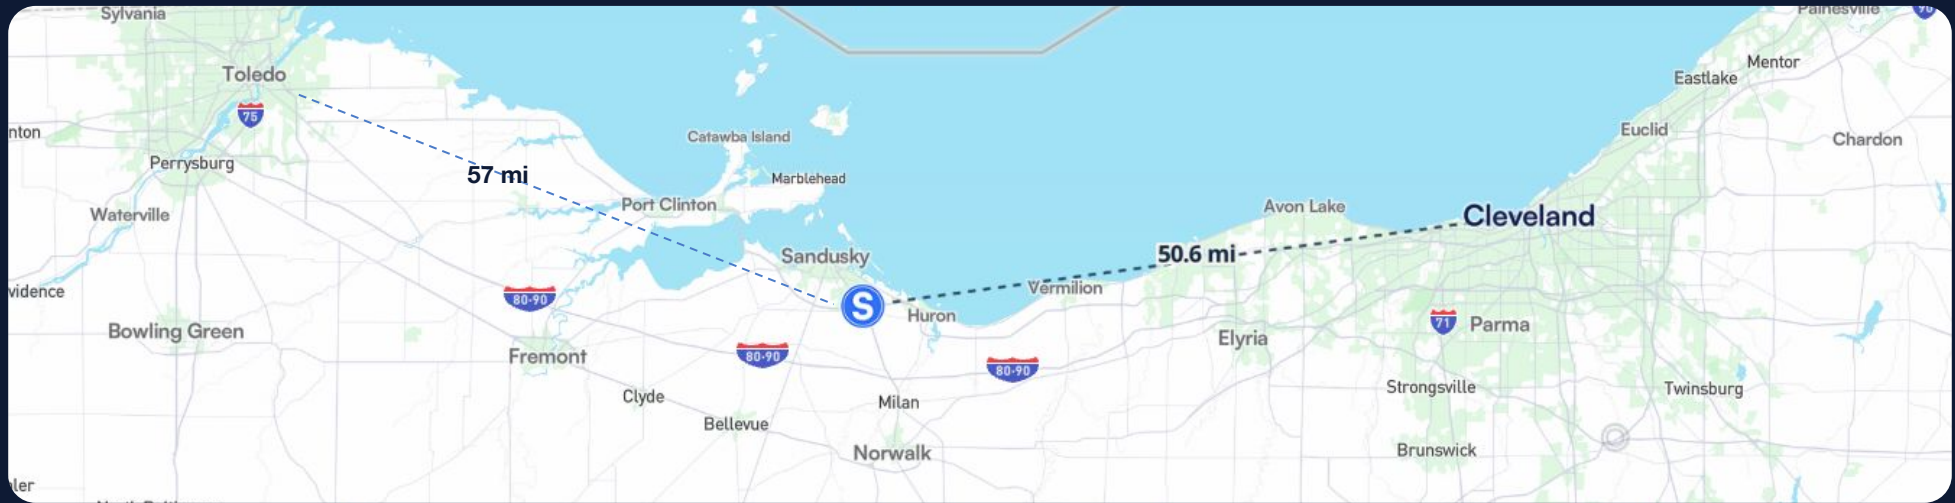 Sylvania
Painesville
90
Toledo
Mentor
Eastlake
75
nton
Euclid
Catawba Island
Chardon
Perrysburg
57 mi
Marblehead
Port Clinton
Avon Lake
Waterville
Cleveland
Sandusky
50.6 mi
vidence
Vermilion
80-90
S
Huron
Bowling Green
71
Parma
Elyria
Fremont
80-90
80-90
Strongsville
Twinsburg
Clyde
Milan
Bellevue
Norwalk
Brunswick
ler